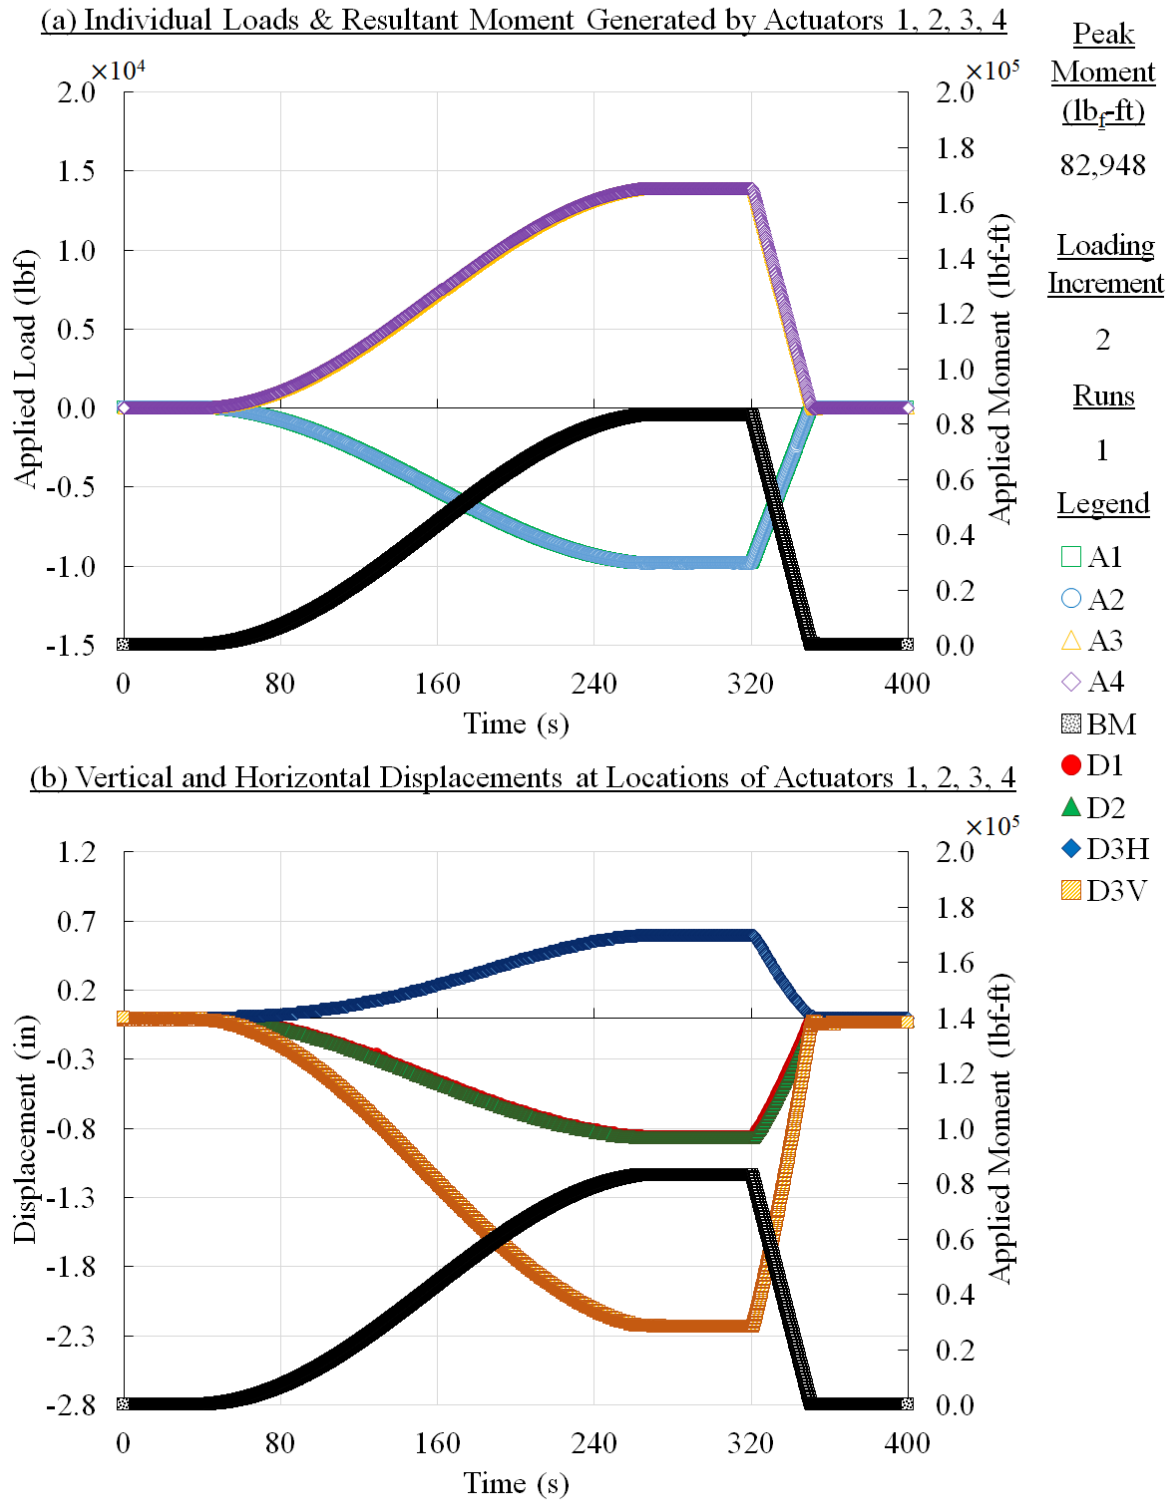 (a) Individual Loads & Resultant Moment Generated by Actuators 1, 2, 3, 4
×10⁴
×10⁵
2.0
1.5
1.0
0.5
0.0
-0.5
-1.0
-1.5
Applied Load (lbf)
2.0
1.8
1.6
1.4
1.2
1.0
0.8
0.6
0.4
0.2
0.0
Applied Moment (lbf-ft)
0
80
160
240
320
400
Time (s)
Peak
Moment
(lbf-ft)
82,948
Loading
Increment
2
Runs
1
Legend
A1
A2
A3
A4
BM
D1
D2
D3H
D3V
(b) Vertical and Horizontal Displacements at Locations of Actuators 1, 2, 3, 4
×10⁵
1.2
0.7
0.2
-0.3
-0.8
-1.3
-1.8
-2.3
-2.8
Displacement (in)
2.0
1.8
1.6
1.4
1.2
1.0
0.8
0.6
0.4
0.2
0.0
Applied Moment (lbf-ft)
0
80
160
240
320
400
Time (s)